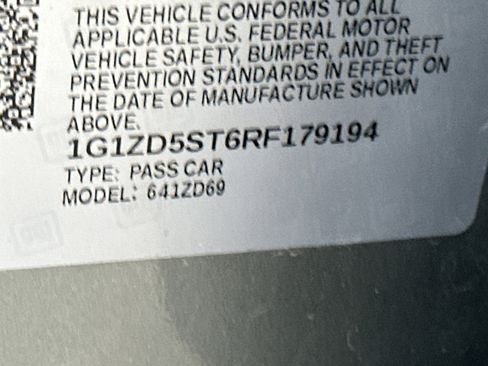 THIS VEHICLE CONFORMS TO ALL
APPLICABLE U.S. FEDERAL MOTOR
VEHICLE SAFETY, BUMPER, AND THEFT
PREVENTION STANDARDS IN EFFECT ON
THE DATE OF MANUFACTURE SHOWN
ABOVE.
1G1ZD5ST6RF179194
TYPE: PASS CAR
MODEL: 641ZD69